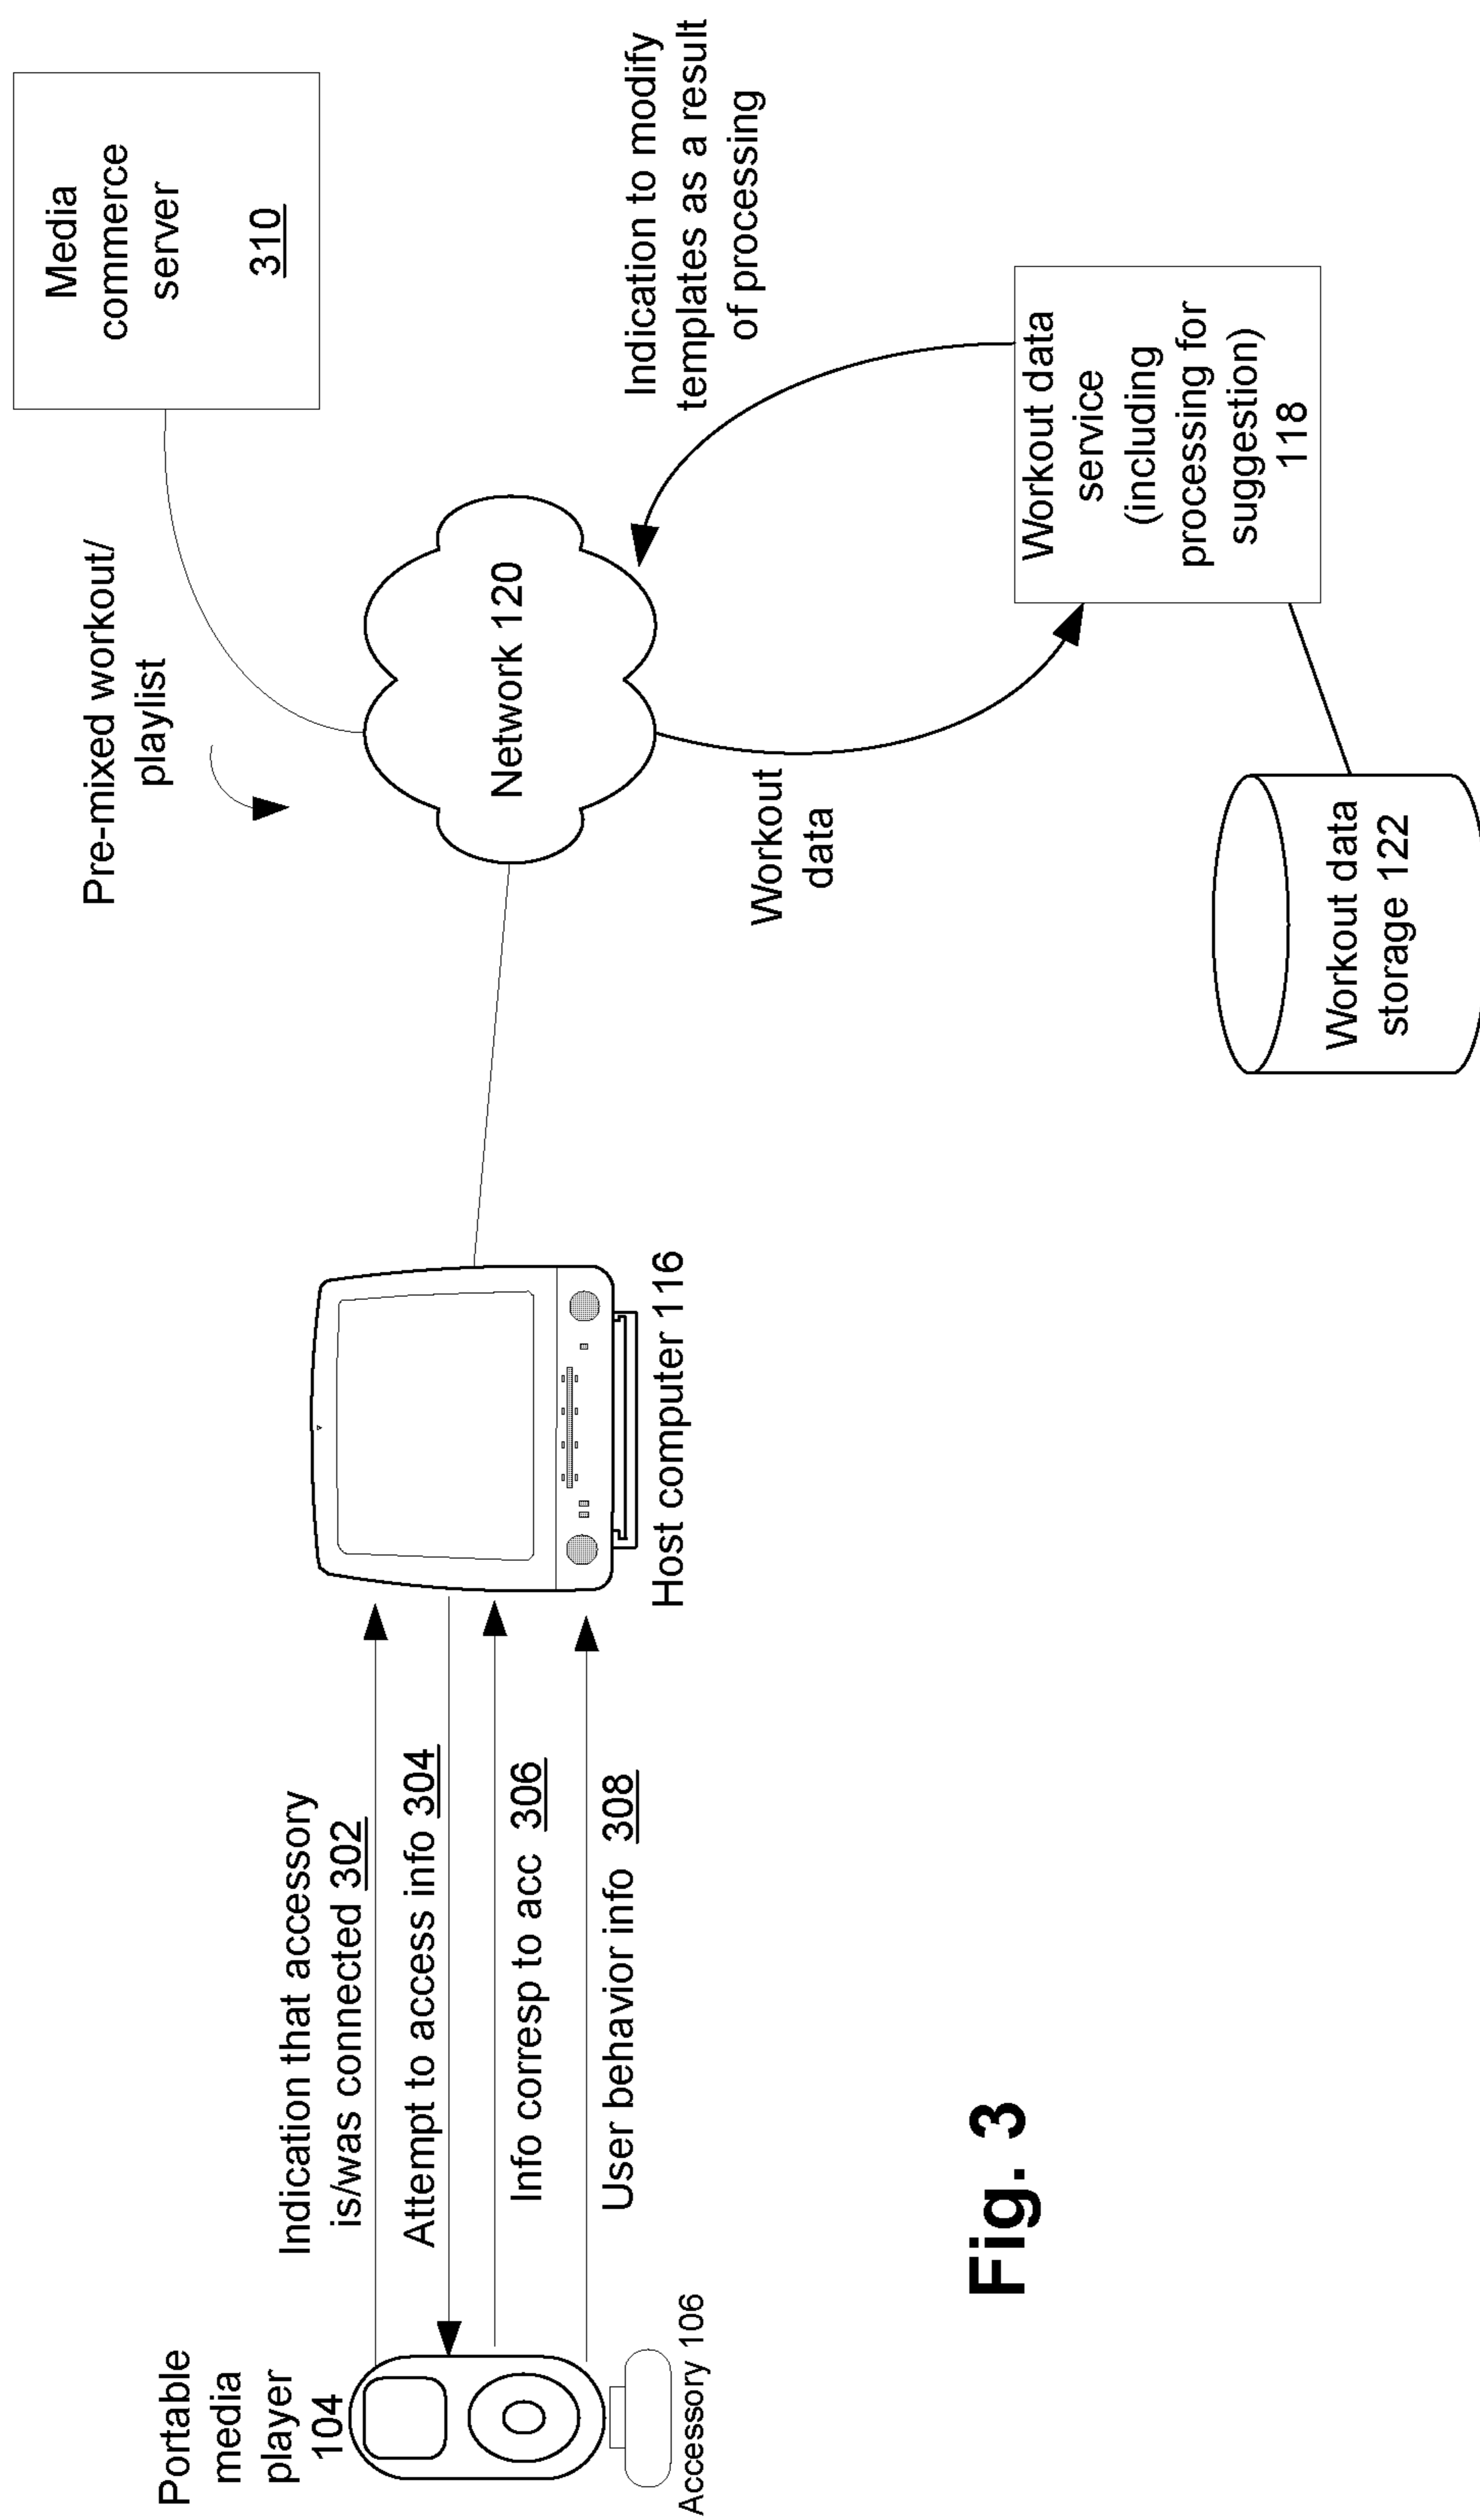 Portable
media
player
104
Accessory 106
Indication that accessory
is/was connected 302
Attempt to access info 304
Info corresp to acc 306
User behavior info 308
Host computer 116
Pre-mixed workout/
playlist
Network 120
Workout
data
Media
commerce
server
310
Indication to modify
templates as a result
of processing
Workout data
service
(including
processing for
suggestion)
118
Workout data
storage 122
Fig. 3